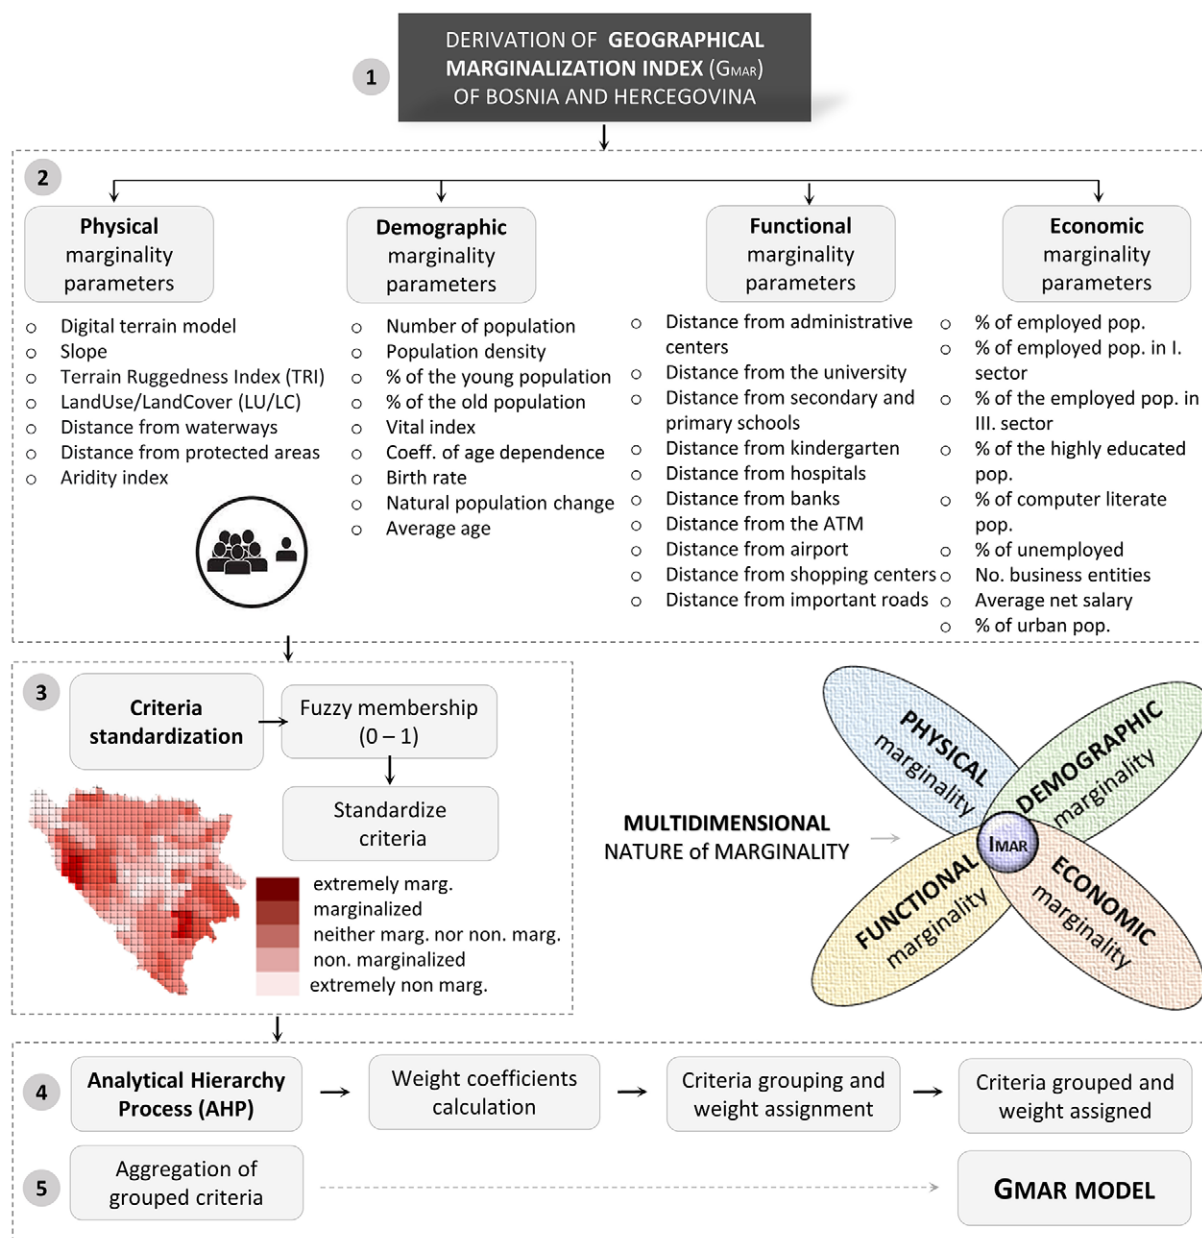 DERIVATION OF GEOGRAPHICAL
MARGINALIZATION INDEX (GMAR)
OF BOSNIA AND HERCEGOVINA
1
2
Physical
marginality
parameters
Digital terrain model
Slope
Terrain Ruggedness Index (TRI)
LandUse/LandCover (LU/LC)
Distance from waterways
Distance from protected areas
Aridity index
Demographic
marginality
parameters
Number of population
Population density
% of the young population
% of the old population
Vital index
Coeff. of age dependence
Birth rate
Natural population change
Average age
Functional
marginality
parameters
Distance from administrative
centers
Distance from the university
Distance from secondary and
primary schools
Distance from kindergarten
Distance from hospitals
Distance from banks
Distance from the ATM
Distance from airport
Distance from shopping centers
Distance from important roads
Economic
marginality
parameters
% of employed pop.
% of employed pop. in I.
sector
% of the employed pop. in
III. sector
% of the highly educated
pop.
% of computer literate
pop.
% of unemployed
No. business entities
Average net salary
% of urban pop.
3
Criteria
standardization
Fuzzy membership
(0 – 1)
Standardize
criteria
extremely marg.
marginalized
neither marg. nor non. marg.
non. marginalized
extremely non marg.
MULTIDIMENSIONAL
NATURE of MARGINALITY
PHYSICAL
marginality
DEMOGRAPHIC
marginality
IMAR
FUNCTIONAL
marginality
ECONOMIC
marginality
4
Analytical Hierarchy
Process (AHP)
Weight coefficients
calculation
Criteria grouping and
weight assignment
Criteria grouped and
weight assigned
5
Aggregation of
grouped criteria
GMAR MODEL